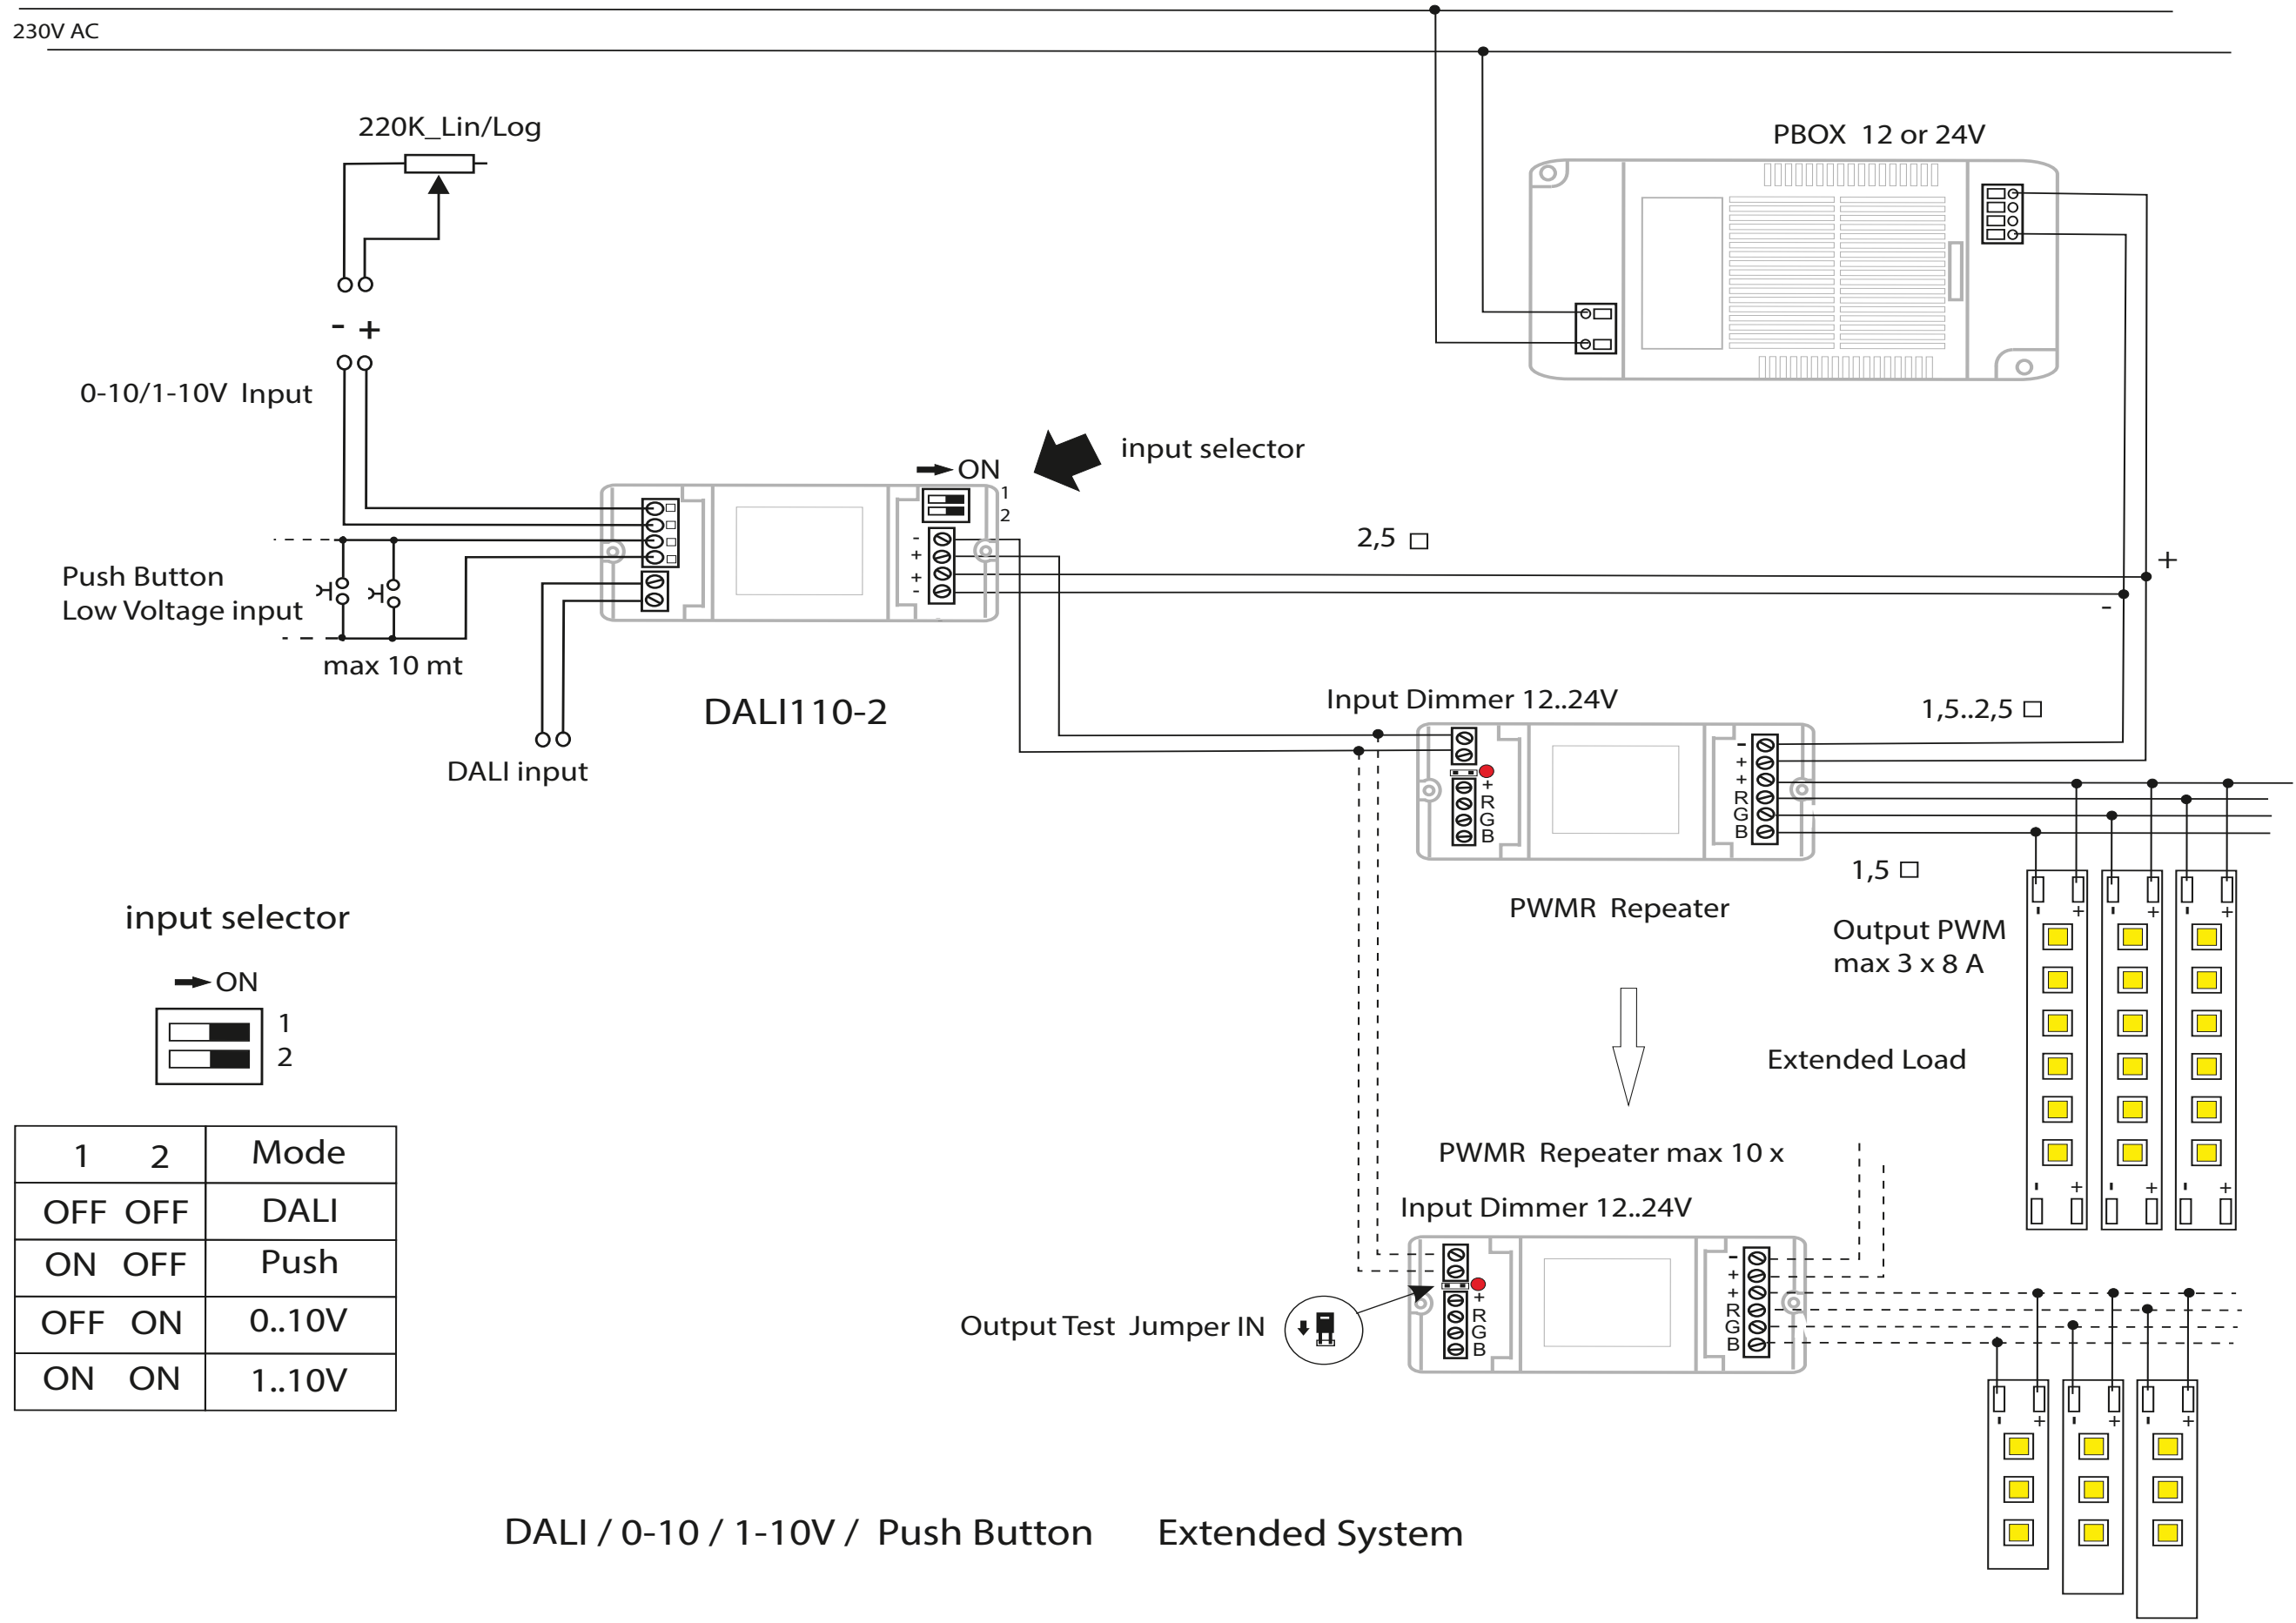 230V AC
220K_Lin/Log
PBOX 12 or 24V
- +
0-10/1-10V Input
input selector
ON
1
2
-
+
+
-
2,5 □
+
-
Push Button
Low Voltage input
max 10 mt
DALI110-2
DALI input
Input Dimmer 12..24V
1,5..2,5 □
+
R
G
B
-
+
+
R
G
B
1,5 □
PWMR Repeater
Output PWM
max 3 x 8 A
- + - + - +
Extended Load
- + - + - +
input selector
ON
1
2
1 2 Mode
OFF OFF DALI
ON OFF Push
OFF ON 0..10V
ON ON 1..10V
PWMR Repeater max 10 x
Input Dimmer 12..24V
+
R
G
B
-
+
+
R
G
B
Output Test Jumper IN
- + - + - +
DALI / 0-10 / 1-10V / Push Button Extended System